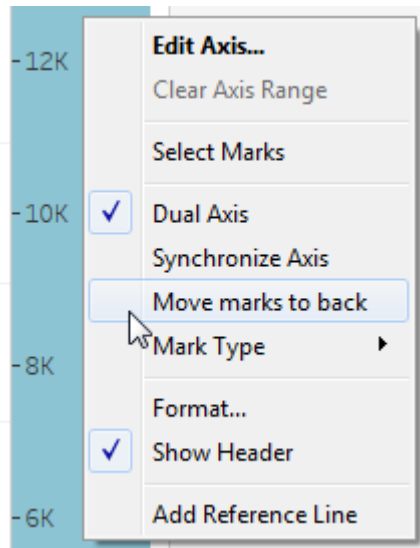 -12K
-10K
-8K
-6K
Edit Axis...
Clear Axis Range
Select Marks
Dual Axis
Synchronize Axis
Move marks to back
Mark Type
Format...
Show Header
Add Reference Line